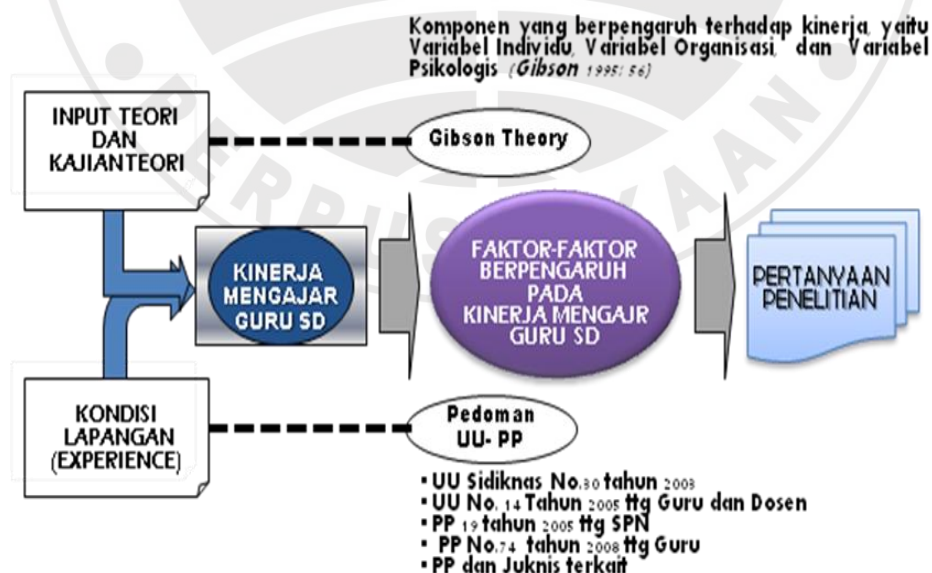 Komponen yang berpengaruh terhadap kinerja, yaitu
Variabel Individu, Variabel Organisasi, dan Variabel
Psikologis (Gibson 1995: 56)
INPUT TEORI
DAN
KAJIANTEORI
Gibson Theory
KINERJA
MENGAJAR
GURU SD
FAKTOR-FAKTOR
BERPENGARUH
PADA
KINERJA MENGAJR
GURU SD
PERTANYAAN
PENELITIAN
KONDISI
LAPANGAN
(EXPERIENCE)
Pedoman
UU- PP
▪ UU Sidiknas No.30 tahun 2003
▪ UU No. 14 Tahun 2005 ttg Guru dan Dosen
▪ PP 19 tahun 2005 ttg SPN
▪ PP No.74 tahun 2008 ttg Guru
▪ PP dan Juknis terkait
PERPUSTAKAAN